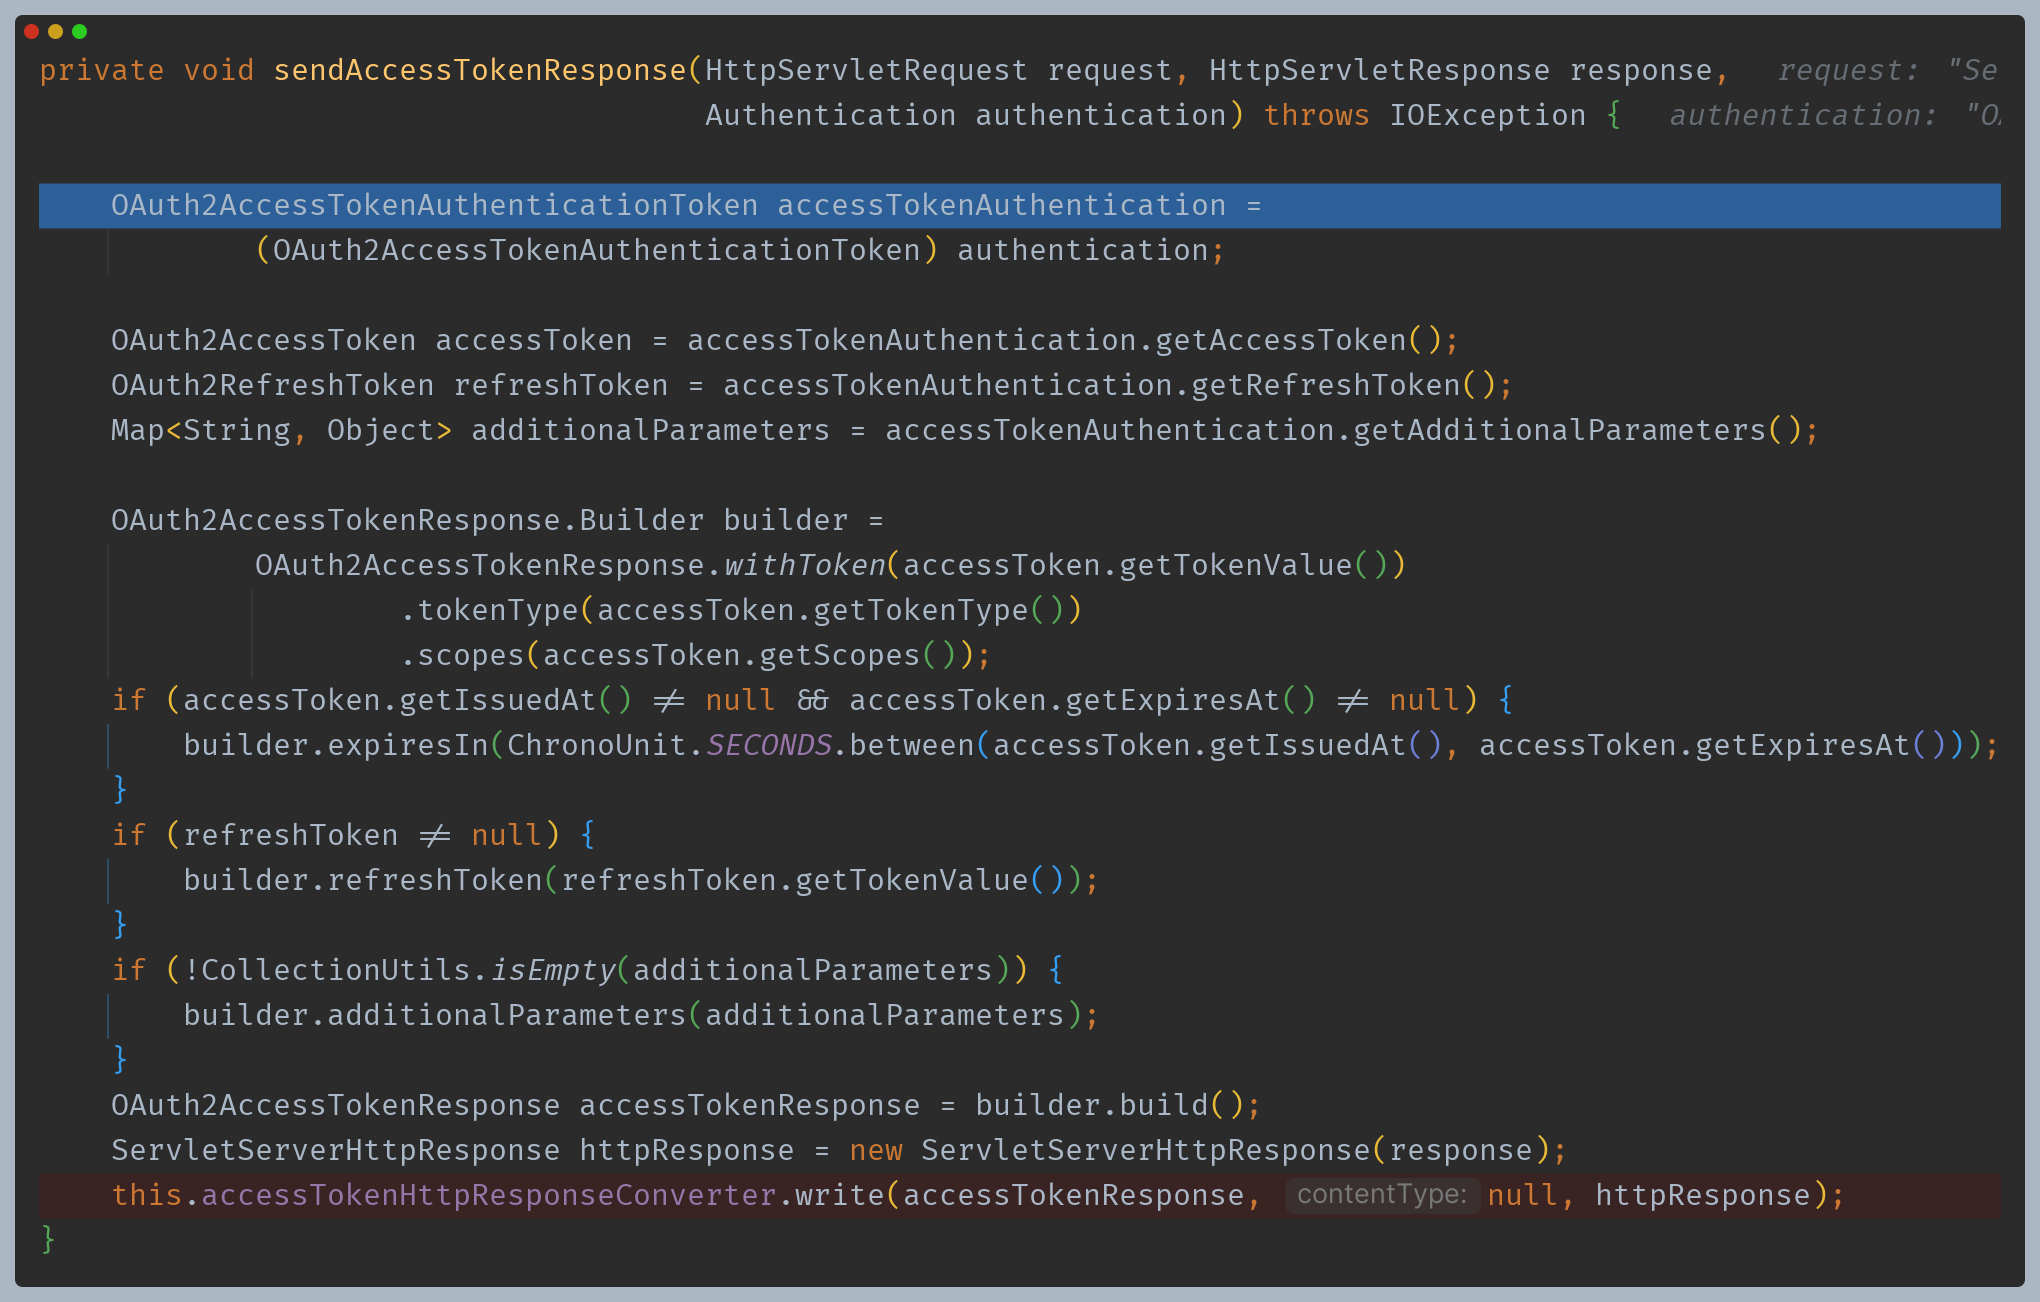 private void sendAccessTokenResponse(HttpServletRequest request, HttpServletResponse response,   request: "Se
                                     Authentication authentication) throws IOException {   authentication: "O

    OAuth2AccessTokenAuthenticationToken accessTokenAuthentication =
            (OAuth2AccessTokenAuthenticationToken) authentication;

    OAuth2AccessToken accessToken = accessTokenAuthentication.getAccessToken();
    OAuth2RefreshToken refreshToken = accessTokenAuthentication.getRefreshToken();
    Map<String, Object> additionalParameters = accessTokenAuthentication.getAdditionalParameters();

    OAuth2AccessTokenResponse.Builder builder =
            OAuth2AccessTokenResponse.withToken(accessToken.getTokenValue())
                    .tokenType(accessToken.getTokenType())
                    .scopes(accessToken.getScopes());
    if (accessToken.getIssuedAt() != null && accessToken.getExpiresAt() != null) {
        builder.expiresIn(ChronoUnit.SECONDS.between(accessToken.getIssuedAt(), accessToken.getExpiresAt()));
    }
    if (refreshToken != null) {
        builder.refreshToken(refreshToken.getTokenValue());
    }
    if (!CollectionUtils.isEmpty(additionalParameters)) {
        builder.additionalParameters(additionalParameters);
    }
    OAuth2AccessTokenResponse accessTokenResponse = builder.build();
    ServletServerHttpResponse httpResponse = new ServletServerHttpResponse(response);
    this.accessTokenHttpResponseConverter.write(accessTokenResponse, contentType: null, httpResponse);
}